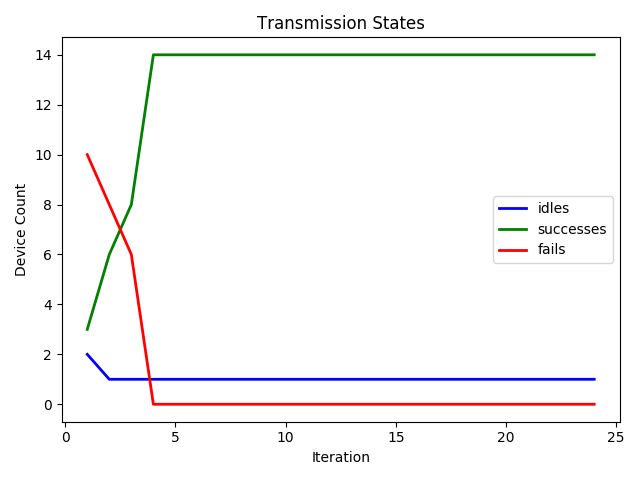 Transmission States
14
12
10
8
6
4
2
0
Device Count
idles
successes
fails
0 5 10 15 20 25
Iteration